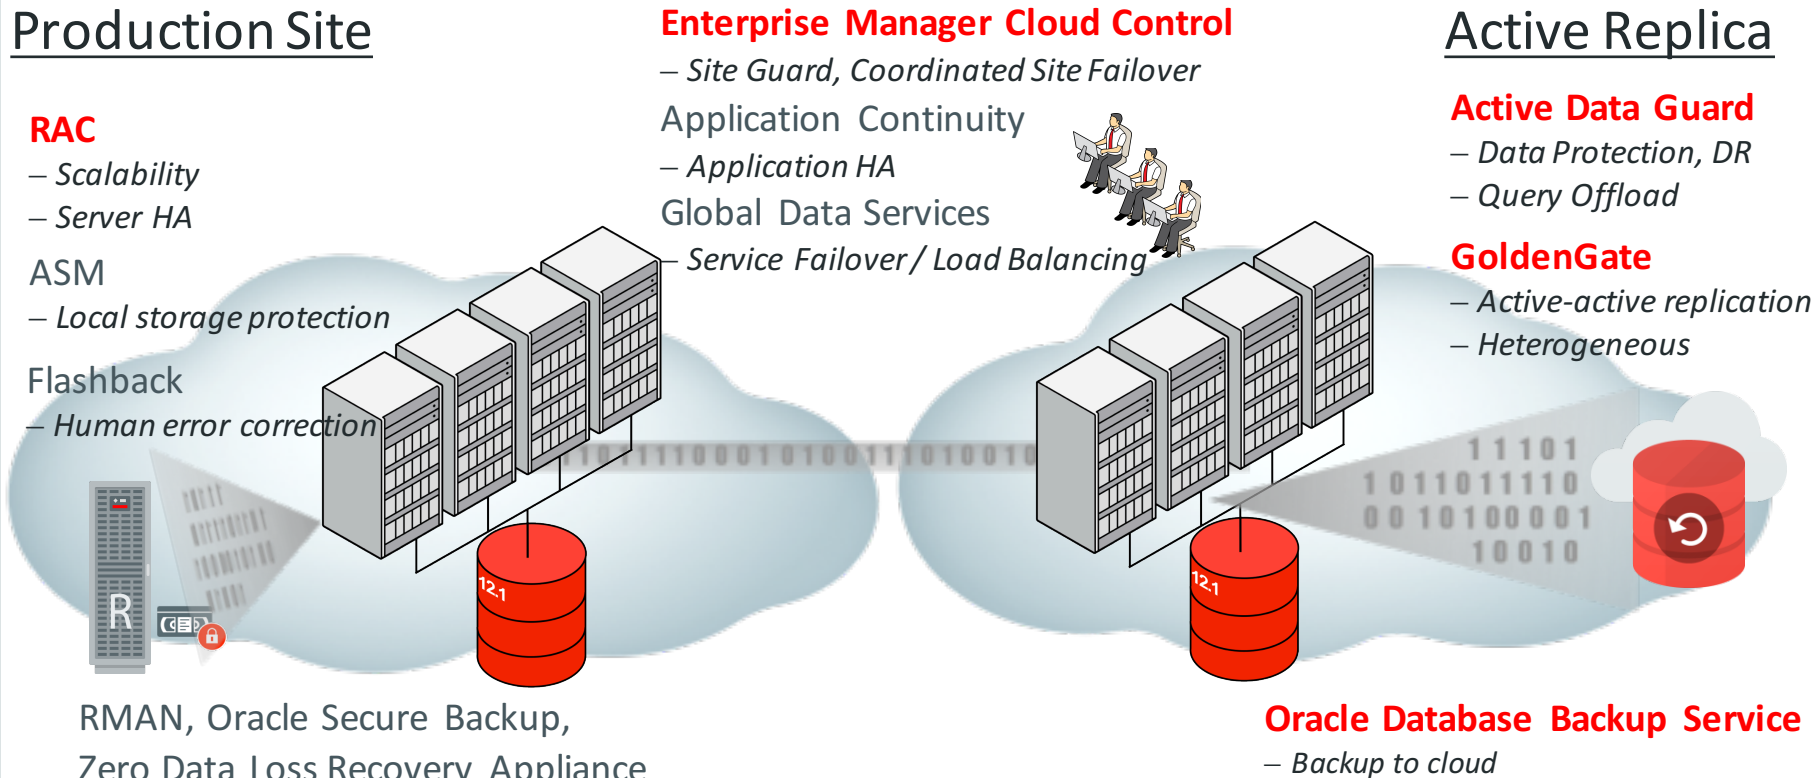 Production Site
RAC
– Scalability
– Server HA
ASM
– Local storage protection
Flashback
– Human error correction
Enterprise Manager Cloud Control
– Site Guard, Coordinated Site Failover
Application Continuity
– Application HA
Global Data Services
– Service Failover / Load Balancing
Active Replica
Active Data Guard
– Data Protection, DR
– Query Offload
GoldenGate
– Active-active replication
– Heterogeneous
11101
1011011110
0010100001
10010
R
12.1
12.1
RMAN, Oracle Secure Backup,
Zero Data Loss Recovery Appliance
Oracle Database Backup Service
– Backup to cloud